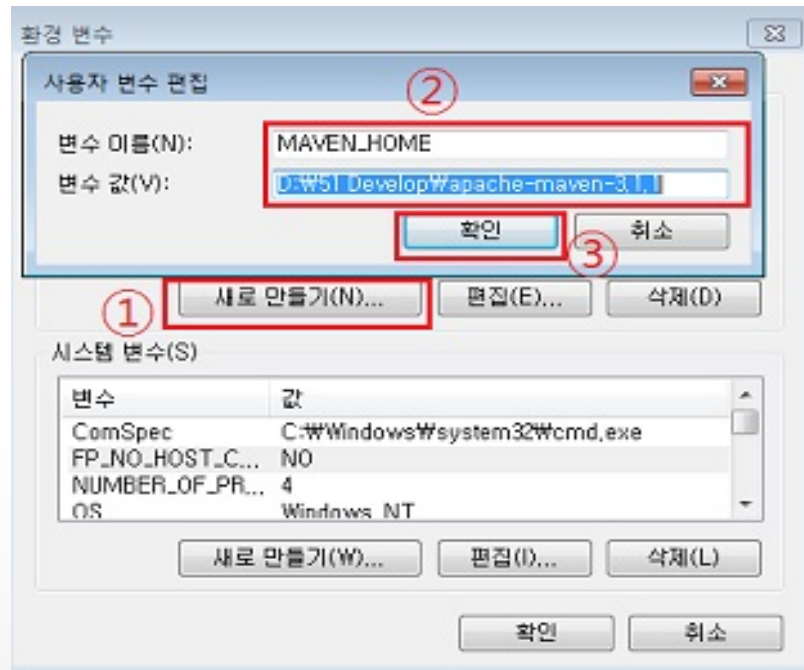 환경 변수
사용자 변수 편집
②
변수 이름(N):
MAVEN_HOME
변수 값(V):
D:₩51 Develop₩apache-maven-3.1.1
확인
취소
③
①
새로 만들기(N)...
편집(E)...
삭제(D)
시스템 변수(S)
변수 값
ComSpec C:₩Windows₩system32₩cmd.exe
FP_NO_HOST_C... NO
NUMBER_OF_PR... 4
OS Windows_NT
새로 만들기(W)...
편집(I)...
삭제(L)
확인
취소